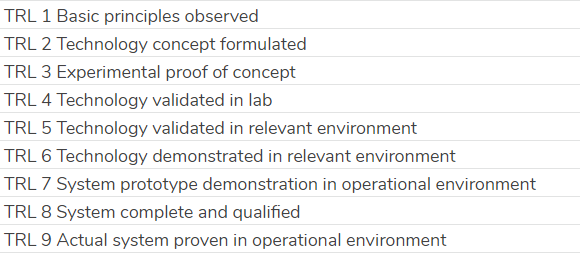 TRL 1 Basic principles observed
TRL 2 Technology concept formulated
TRL 3 Experimental proof of concept
TRL 4 Technology validated in lab
TRL 5 Technology validated in relevant environment
TRL 6 Technology demonstrated in relevant environment
TRL 7 System prototype demonstration in operational environment
TRL 8 System complete and qualified
TRL 9 Actual system proven in operational environment